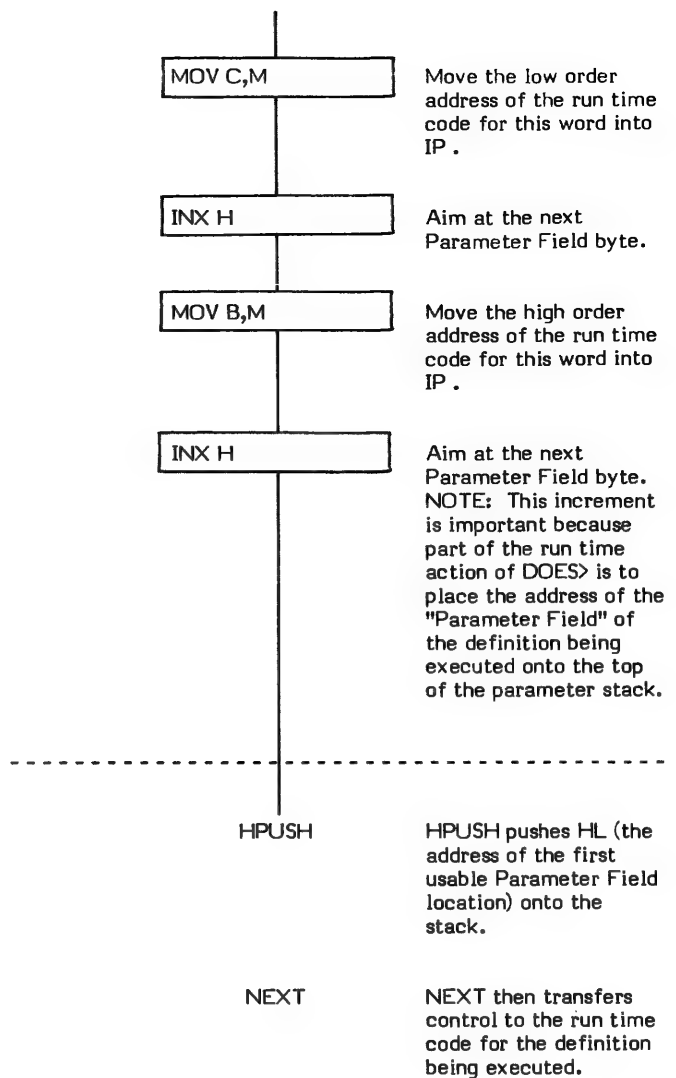 MOV C,M
Move the low order
address of the run time
code for this word into
IP .
INX H
Aim at the next
Parameter Field byte.
MOV B,M
Move the high order
address of the run time
code for this word into
IP .
INX H
Aim at the next
Parameter Field byte.
NOTE: This increment
is important because
part of the run time
action of DOES> is to
place the address of the
"Parameter Field" of
the definition being
executed onto the top
of the parameter stack.
HPUSH
HPUSH pushes HL (the
address of the first
usable Parameter Field
location) onto the
stack.
NEXT
NEXT then transfers
control to the run time
code for the definition
being executed.